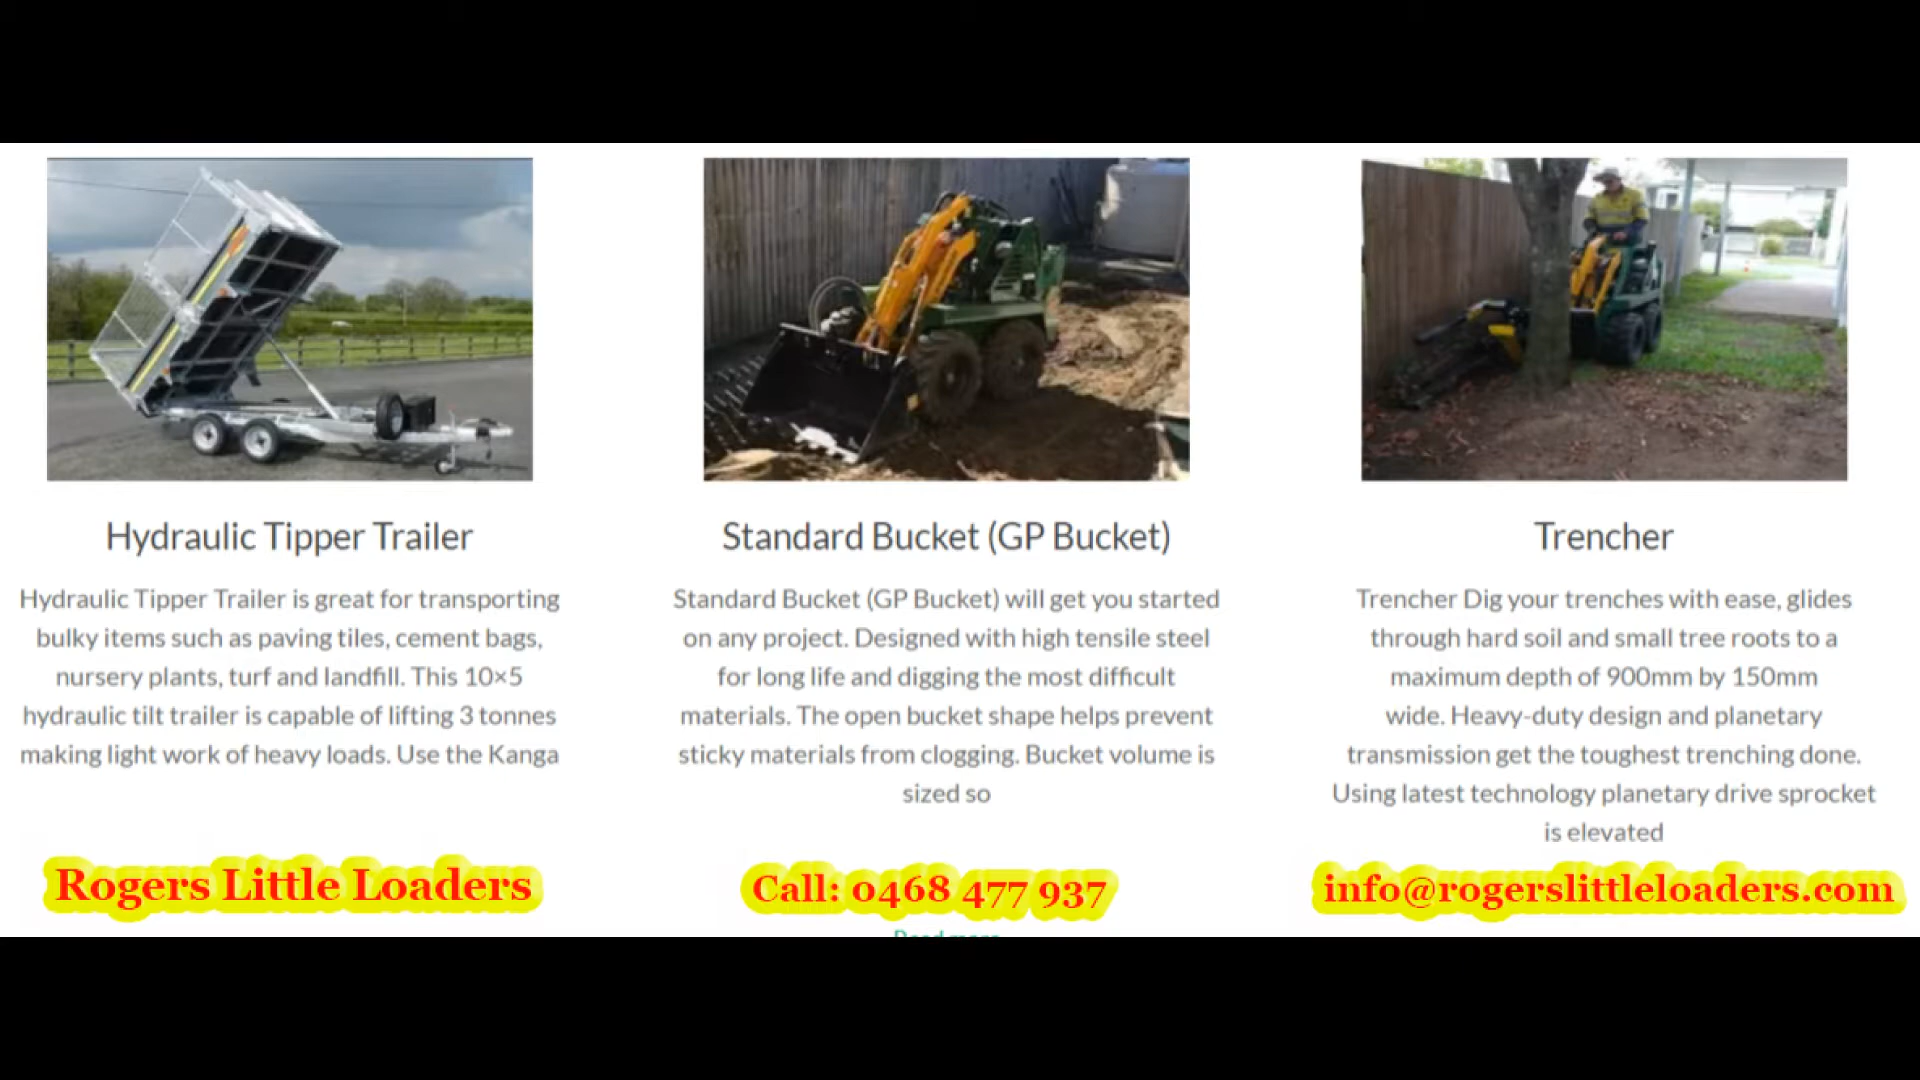 Hydraulic Tipper Trailer
Hydraulic Tipper Trailer is great for transporting
bulky items such as paving tiles, cement bags,
nursery plants, turf and landfill. This 10×5
hydraulic tilt trailer is capable of lifting 3 tonnes
making light work of heavy loads. Use the Kanga
Standard Bucket (GP Bucket)
Standard Bucket (GP Bucket) will get you started
on any project. Designed with high tensile steel
for long life and digging the most difficult
materials. The open bucket shape helps prevent
sticky materials from clogging. Bucket volume is
sized so
Trencher
Trencher Dig your trenches with ease, glides
through hard soil and small tree roots to a
maximum depth of 900mm by 150mm
wide. Heavy-duty design and planetary
transmission get the toughest trenching done.
Using latest technology planetary drive sprocket
is elevated
Rogers Little Loaders
Call: 0468 477 937
info@rogerslittleloaders.com